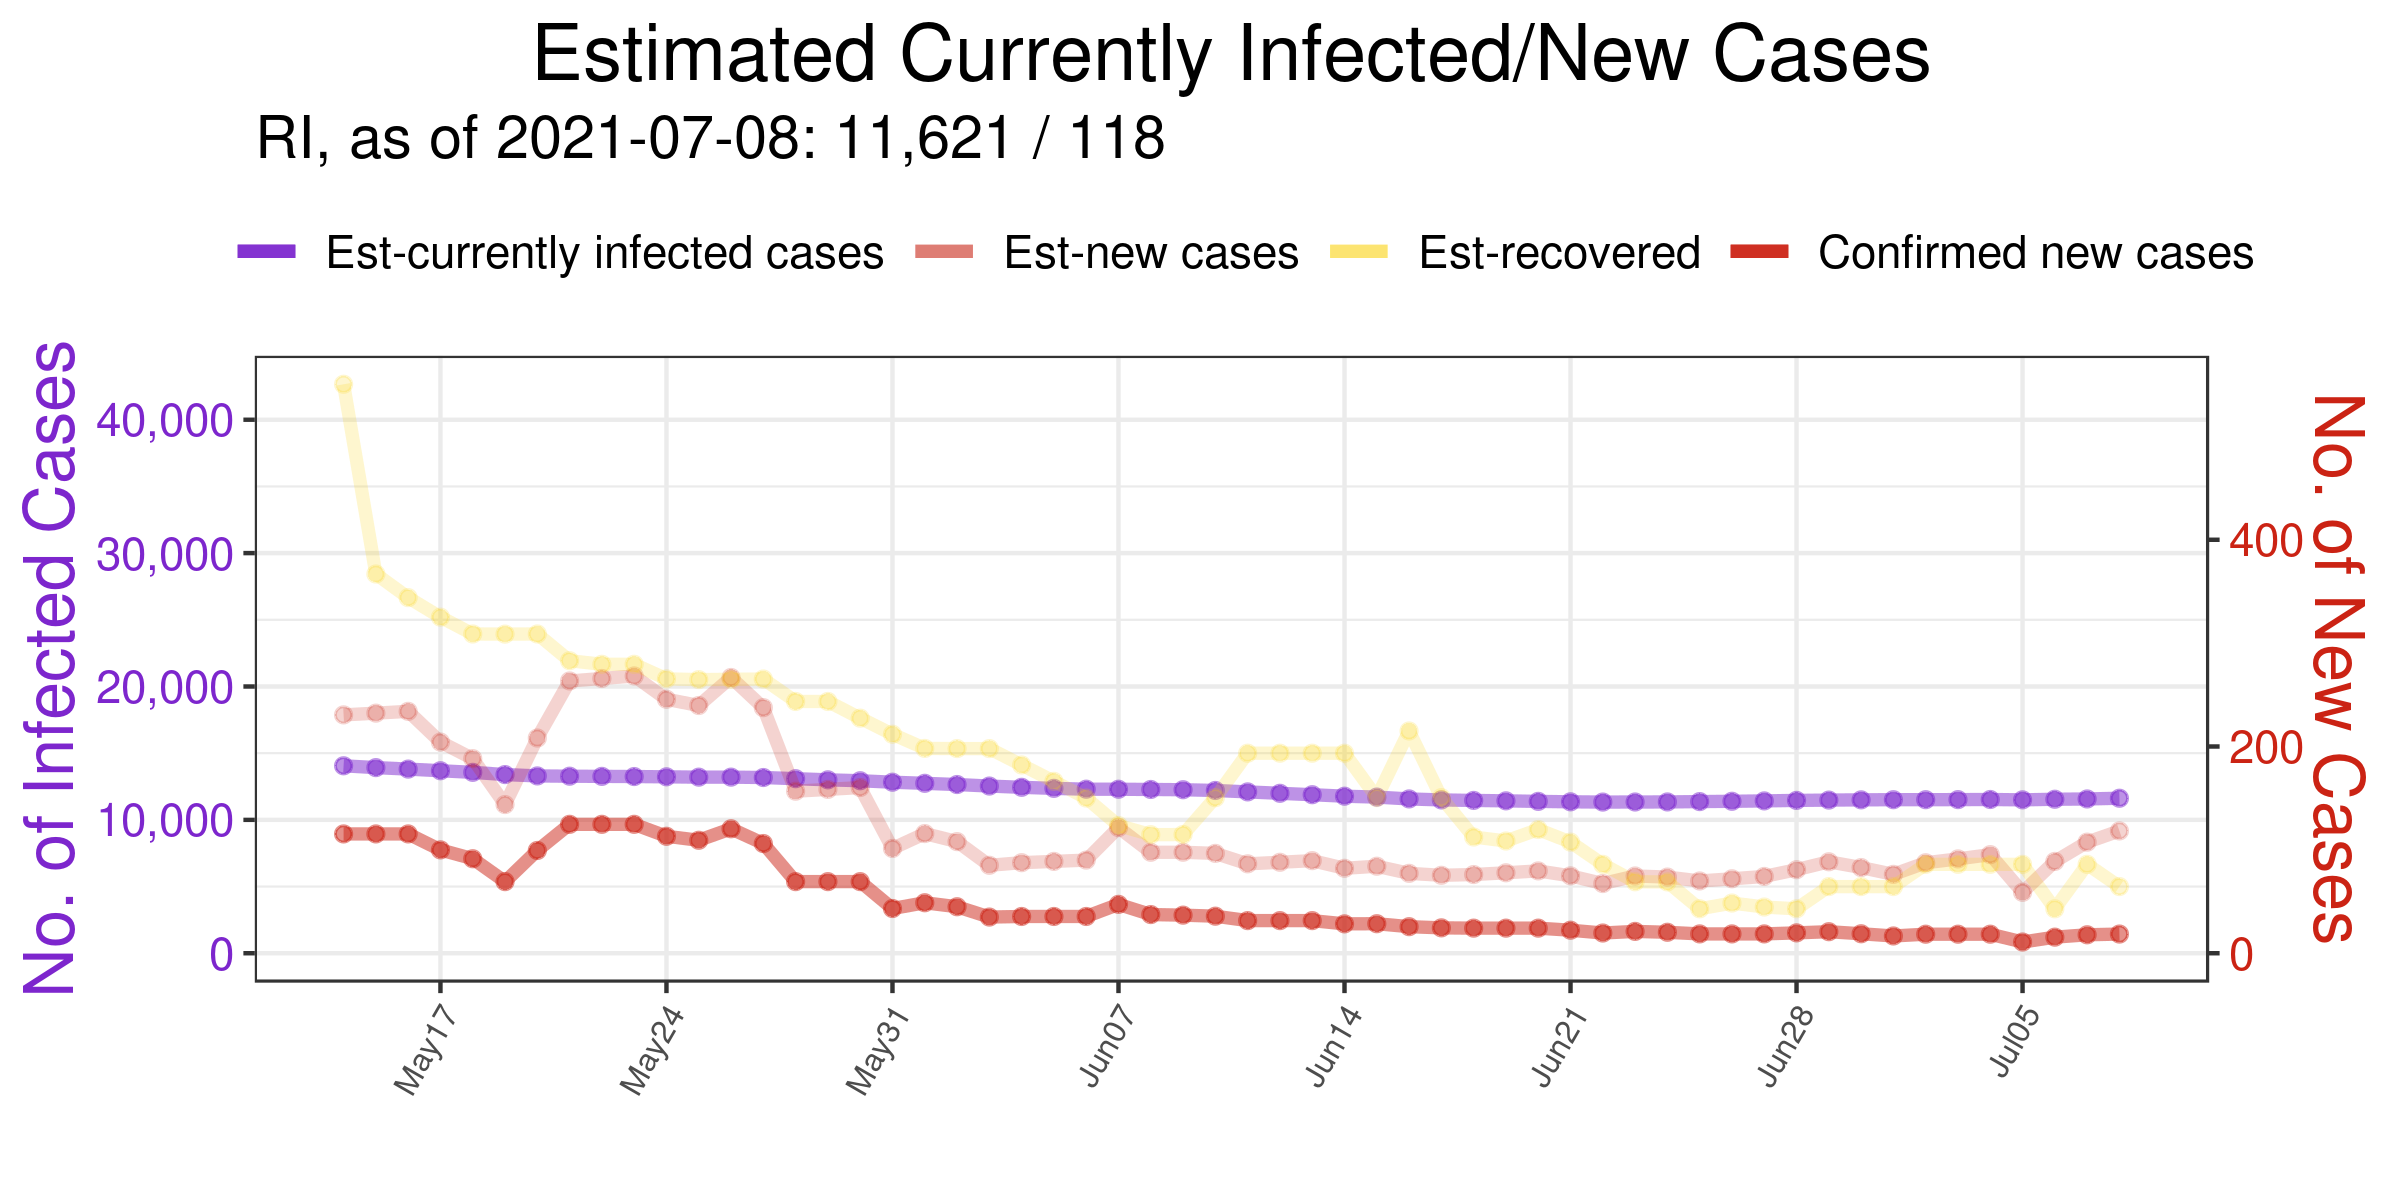 Estimated Currently Infected/New Cases
RI, as of 2021-07-08: 11,621 / 118
Est-currently infected cases Est-new cases Est-recovered Confirmed new cases
No. of Infected Cases
40,000
30,000
20,000
10,000
0
400
200
0
No. of New Cases
May17 May24 May31 Jun07 Jun14 Jun21 Jun28 Jul05